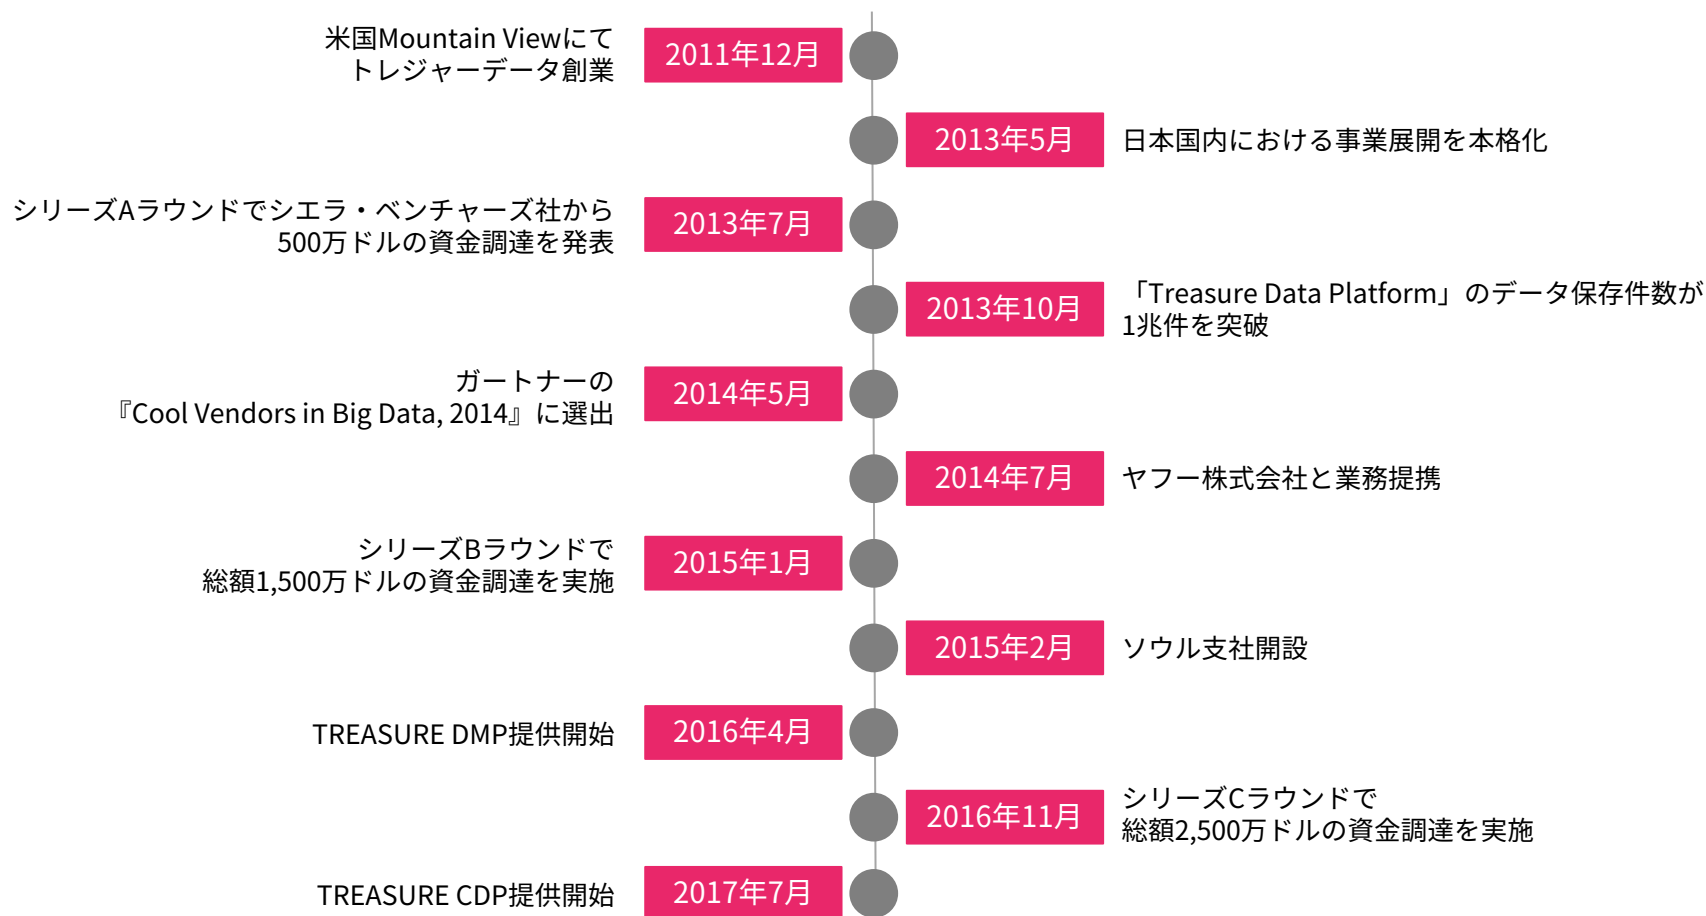 米国Mountain Viewにて
トレジャーデータ創業
2011年12月
2013年5月
日本国内における事業展開を本格化
シリーズAラウンドでシエラ・ベンチャーズ社から
500万ドルの資金調達を発表
2013年7月
2013年10月
「Treasure Data Platform」のデータ保存件数が
1兆件を突破
ガートナーの
『Cool Vendors in Big Data, 2014』に選出
2014年5月
2014年7月
ヤフー株式会社と業務提携
シリーズBラウンドで
総額1,500万ドルの資金調達を実施
2015年1月
2015年2月
ソウル支社開設
TREASURE DMP提供開始
2016年4月
2016年11月
シリーズCラウンドで
総額2,500万ドルの資金調達を実施
TREASURE CDP提供開始
2017年7月